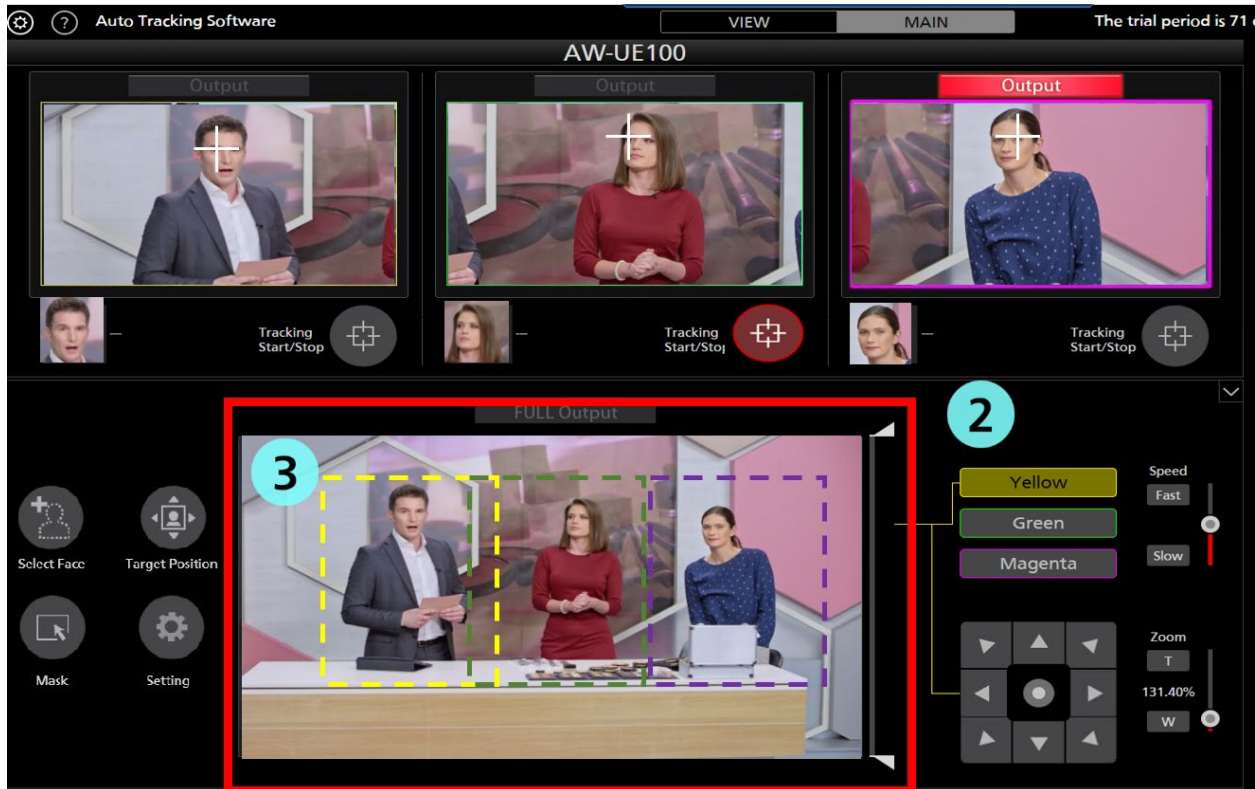 Auto Tracking Software
VIEW
MAIN
The trial period is 71
AW-UE100
Output
Output
Output
Tracking
Start/Stop
Tracking
Start/Stop
Tracking
Start/Stop
FULL Output
2
3
Yellow
Green
Magenta
Speed
Fast
Slow
Select Face
Target Position
Mask
Setting
Zoom
T
131.40%
W